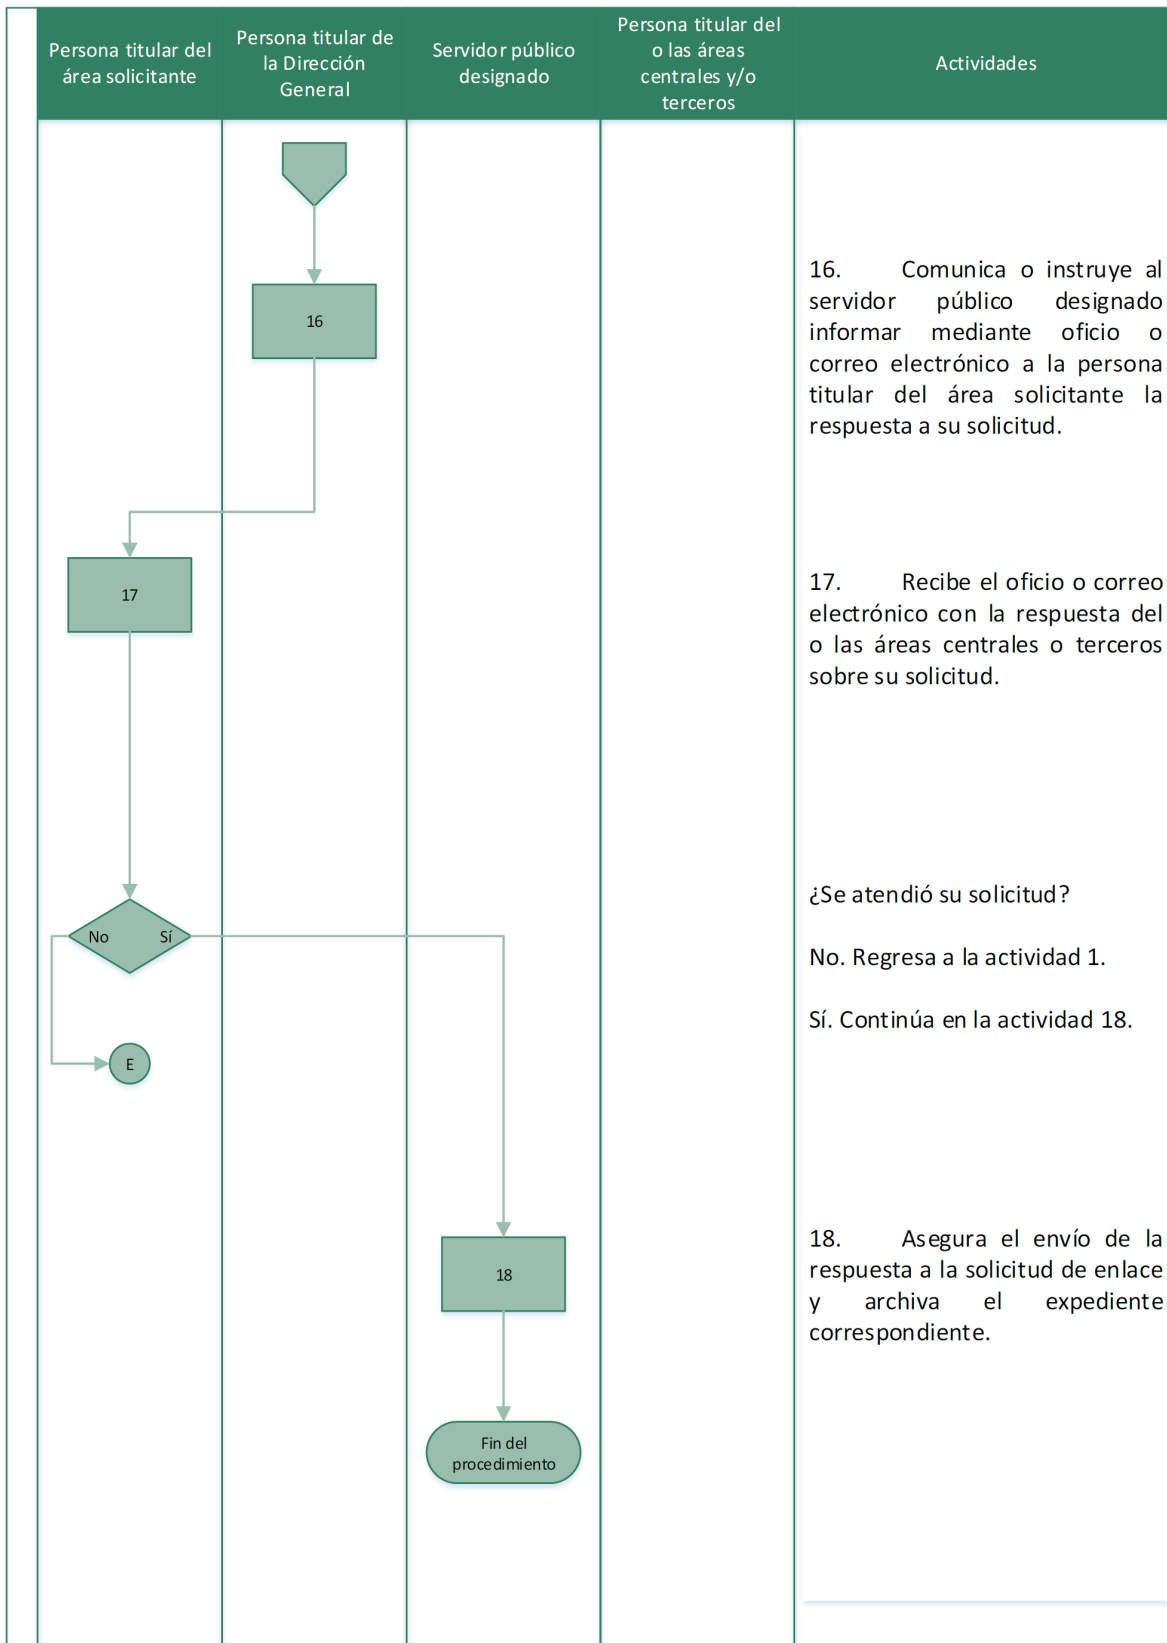 Persona titular del
área solicitante
Persona titular de
la Dirección
General
Servidor público
designado
Persona titular del
o las áreas
centrales y/o
terceros
Actividades
16
16. Comunica o instruye al
servidor público designado
informar mediante oficio o
correo electrónico a la persona
titular del área solicitante la
respuesta a su solicitud.
17
17. Recibe el oficio o correo
electrónico con la respuesta del
o las áreas centrales o terceros
sobre su solicitud.
No Sí
¿Se atendió su solicitud?
No. Regresa a la actividad 1.
Sí. Continúa en la actividad 18.
E
18
18. Asegura el envío de la
respuesta a la solicitud de enlace
y archiva el expediente
correspondiente.
Fin del
procedimiento